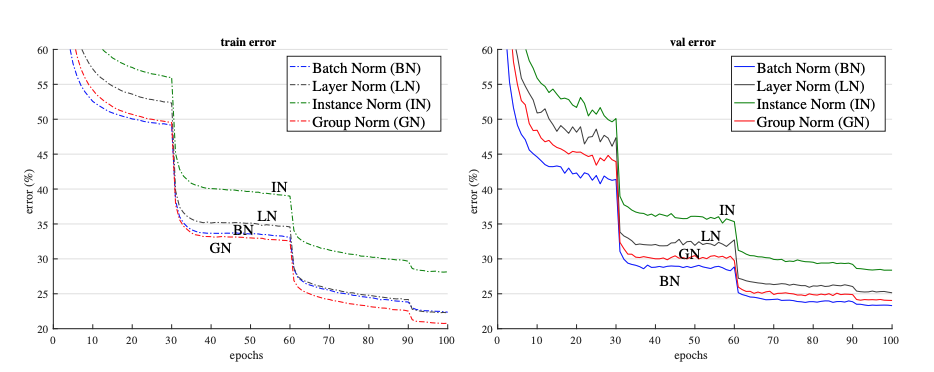 train error
60
55
50
45
40
35
30
25
20
error (%)
Batch Norm (BN)
Layer Norm (LN)
Instance Norm (IN)
Group Norm (GN)
IN
LN
BN
GN
0 10 20 30 40 50 60 70 80 90 100
epochs
val error
60
55
50
45
40
35
30
25
20
error (%)
Batch Norm (BN)
Layer Norm (LN)
Instance Norm (IN)
Group Norm (GN)
IN
LN
GN
BN
0 10 20 30 40 50 60 70 80 90 100
epochs